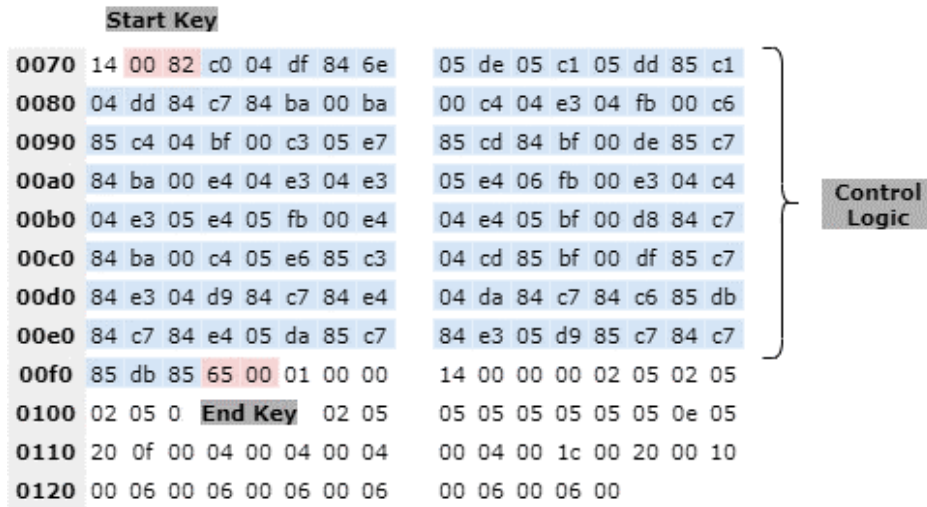 Start Key
0070 14 00 82 c0 04 df 84 6e 05 de 05 c1 05 dd 85 c1
0080 04 dd 84 c7 84 ba 00 ba 00 c4 04 e3 04 fb 00 c6
0090 85 c4 04 bf 00 c3 05 e7 85 cd 84 bf 00 de 85 c7
00a0 84 ba 00 e4 04 e3 04 e3 05 e4 06 fb 00 e3 04 c4
00b0 04 e3 05 e4 05 fb 00 e4 04 e4 05 bf 00 d8 84 c7
00c0 84 ba 00 c4 05 e6 85 c3 04 cd 85 bf 00 df 85 c7
00d0 84 e3 04 d9 84 c7 84 e4 04 da 84 c7 84 c6 85 db
00e0 84 c7 84 e4 05 da 85 c7 84 e3 05 d9 85 c7 84 c7
00f0 85 db 85 65 00 01 00 00 14 00 00 00 02 05 02 05
0100 02 05 0 End Key 02 05 05 05 05 05 05 05 0e 05
0110 20 0f 00 04 00 04 00 04 00 04 00 1c 00 20 00 10
0120 00 06 00 06 00 06 00 06 00 06 00 06 00
Control
Logic